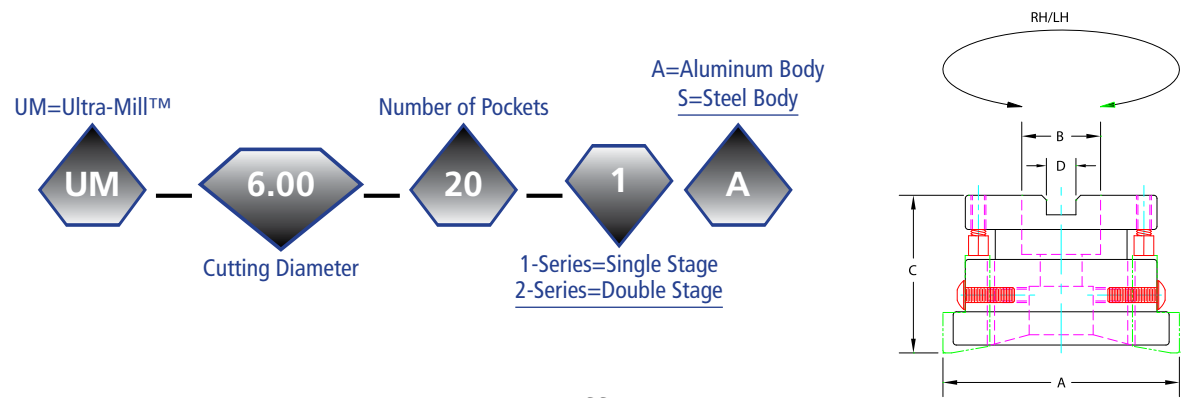 UM=Ultra-Mill™
Number of Pockets
A=Aluminum Body
S=Steel Body
UM – 6.00 – 20 – 1 A
Cutting Diameter
1-Series=Single Stage
2-Series=Double Stage
RH/LH
B
D
C
A